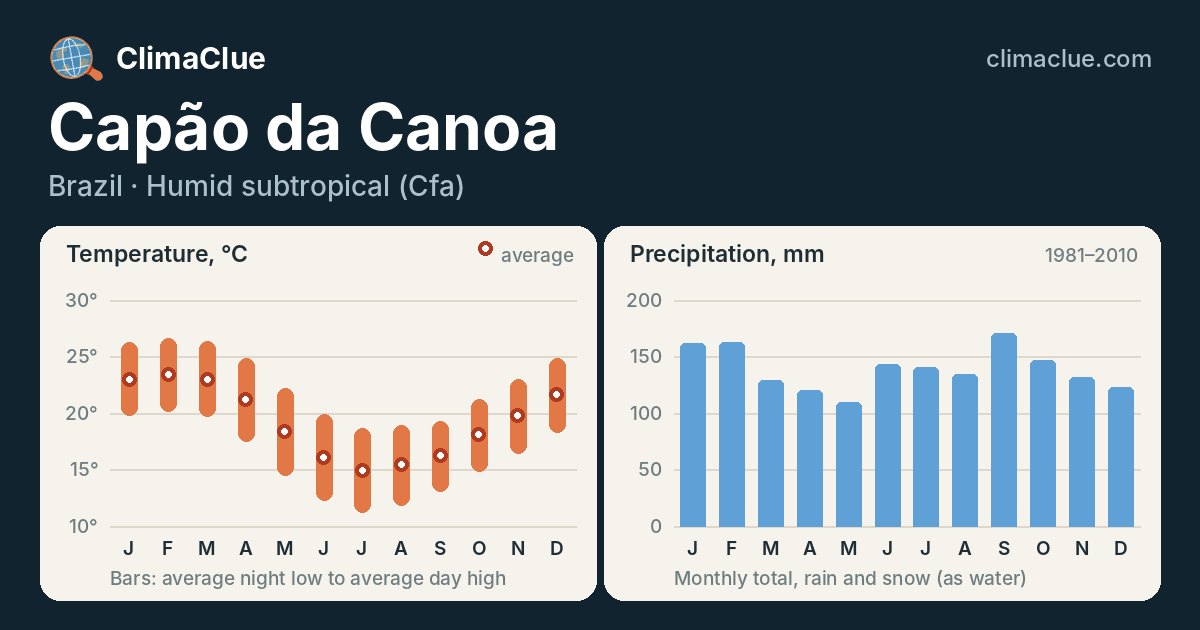 ClimaClue
climaclue.com
Capão da Canoa
Brazil · Humid subtropical (Cfa)
Temperature, °C
average
30°
25°
20°
15°
10°
J F M A M J J A S O N D
Bars: average night low to average day high
Precipitation, mm
1981–2010
200
150
100
50
0
J F M A M J J A S O N D
Monthly total, rain and snow (as water)